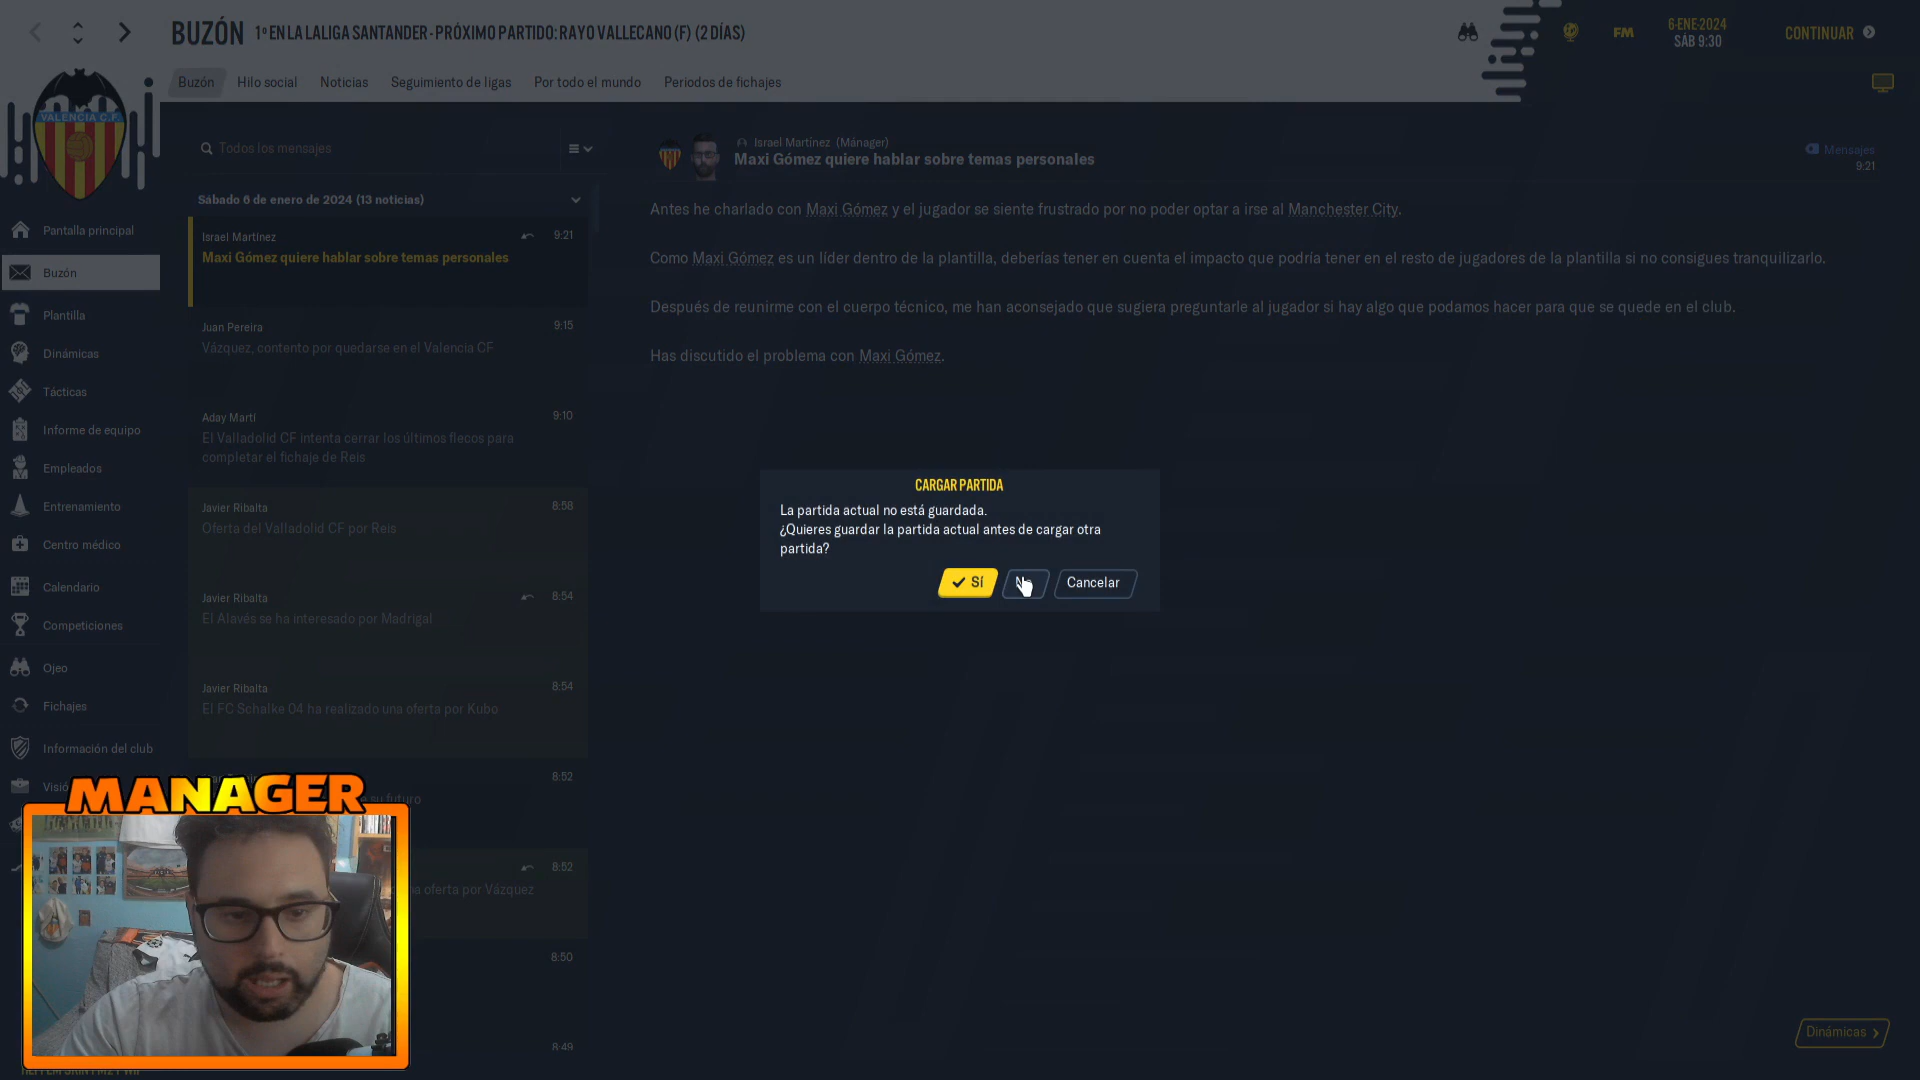 BUZÓN
1º EN LA LALIGA SANTANDER - PRÓXIMO PARTIDO: RAYO VALLECANO (F) (2 DÍAS)
FM
6-ENE-2024
SÁB 9:30
CONTINUAR
Buzón Hilo social Noticias Seguimiento de ligas Por todo el mundo Periodos de fichajes
VALENCIA C.F
Pantalla principal
Buzón
Plantilla
Dinámicas
Tácticas
Informe de equipo
Empleados
Entrenamiento
Centro médico
Calendario
Competiciones
Ojeo
Fichajes
Información del club
Todos los mensajes
Sábado 6 de enero de 2024 (13 noticias)
Israel Martínez 9:21
Maxi Gómez quiere hablar sobre temas personales
Juan Pereira 9:15
Vázquez, contento por quedarse en el Valencia CF
Aday Martí 9:10
El Valladolid CF intenta cerrar los últimos flecos para
completar el fichaje de Reis
Javier Ribalta 8:58
Oferta del Valladolid CF por Reis
Javier Ribalta 8:54
El Alavés se ha interesado por Madrigal
Javier Ribalta 8:54
El FC Schalke 04 ha realizado una oferta por Kubo
8:52
su futuro
8:52
oferta por Vázquez
8:50
8:49
Israel Martínez (Mánager)
Maxi Gómez quiere hablar sobre temas personales
Mensajes
9:21
Antes he charlado con Maxi Gómez y el jugador se siente frustrado por no poder optar a irse al Manchester City.
Como Maxi Gómez es un líder dentro de la plantilla, deberías tener en cuenta el impacto que podría tener en el resto de jugadores de la plantilla si no consigues tranquilizarlo.
Después de reunirme con el cuerpo técnico, me han aconsejado que sugiera preguntarle al jugador si hay algo que podamos hacer para que se quede en el club.
Has discutido el problema con Maxi Gómez.
CARGAR PARTIDA
La partida actual no está guardada.
¿Quieres guardar la partida actual antes de cargar otra
partida?
Sí Cancelar
MANAGER
Dinámicas